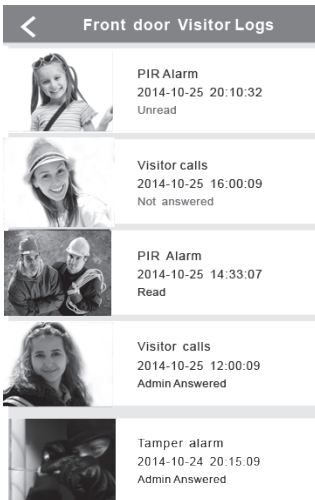 Front door Visitor Logs
PIR Alarm
2014-10-25 20:10:32
Unread
Visitor calls
2014-10-25 16:00:09
Not answered
PIR Alarm
2014-10-25 14:33:07
Read
Visitor calls
2014-10-25 12:00:09
Admin Answered
Tamper alarm
2014-10-24 20:15:09
Admin Answered